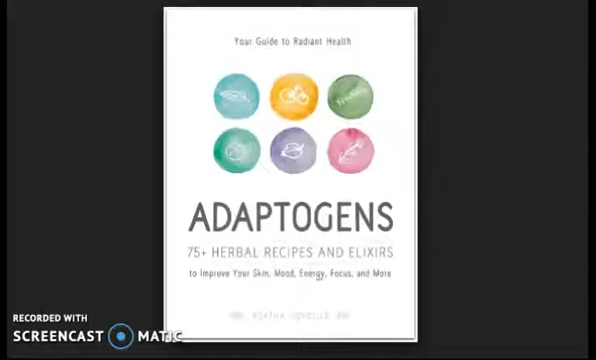 Your Guide to Radiant Health
ADAPTOGENS
75+ HERBAL RECIPES AND ELIXIRS
to Improve Your Skin, Mood, Energy, Focus, and More
AGATHA
RECORDED WITH
SCREENCAST MATIC